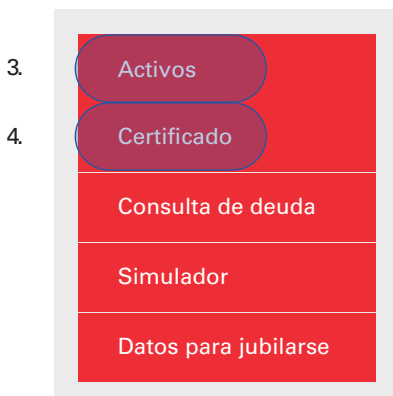 3. Activos
4. Certificado
Consulta de deuda
Simulador
Datos para jubilarse